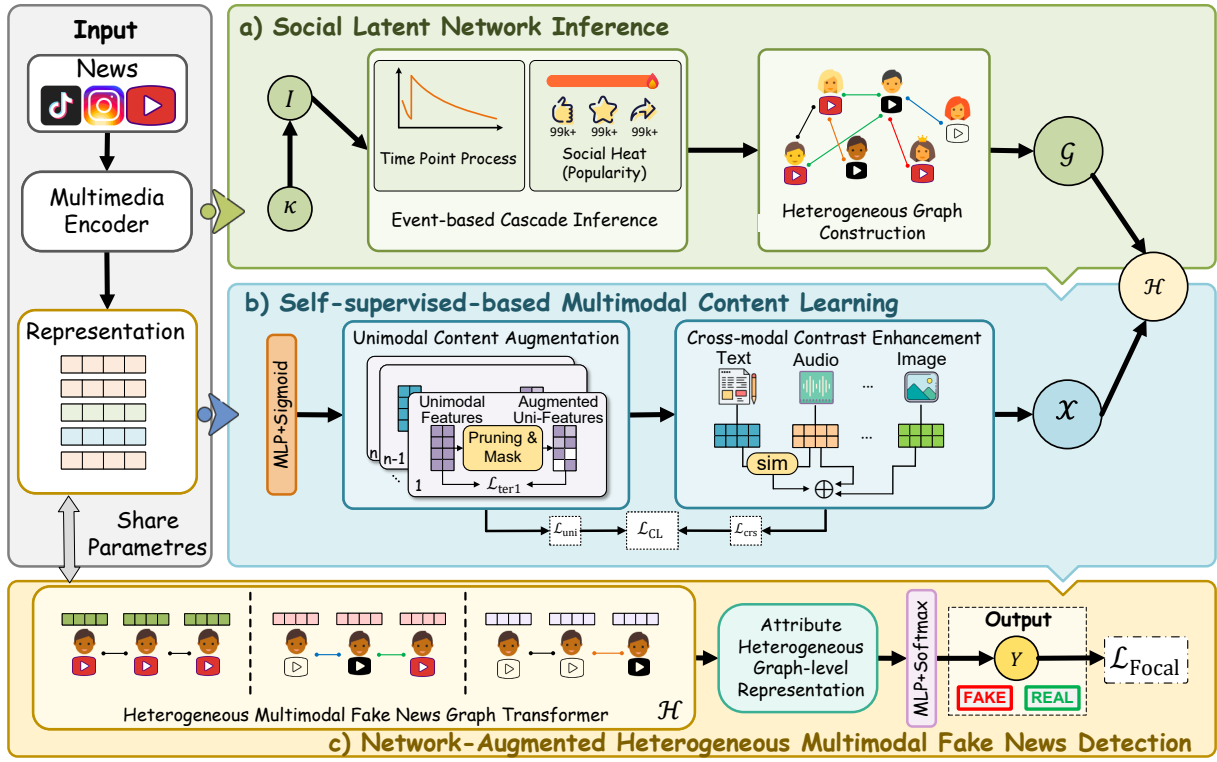 Input
News
Multimedia
Encoder
Representation
Share
Parametres
a) Social Latent Network Inference
I
κ
Time Point Process
99k+ 99k+ 99k+
Social Heat
(Popularity)
Event-based Cascade Inference
Heterogeneous Graph
Construction
𝒢
ℋ
b) Self-supervised-based Multimodal Content Learning
MLP+Sigmoid
Unimodal Content Augmentation
Unimodal
Features
Augmented
Uni-Features
Pruning &
Mask
n
n-1
...
1
ℒter1
Cross-modal Contrast Enhancement
Text Audio ... Image
...
sim
𝒳
ℒuni
ℒCL
ℒcrs
Heterogeneous Multimodal Fake News Graph Transformer ℋ
Attribute
Heterogeneous
Graph-level
Representation
MLP+Softmax
Output
Y
FAKE REAL
ℒFocal
c) Network-Augmented Heterogeneous Multimodal Fake News Detection